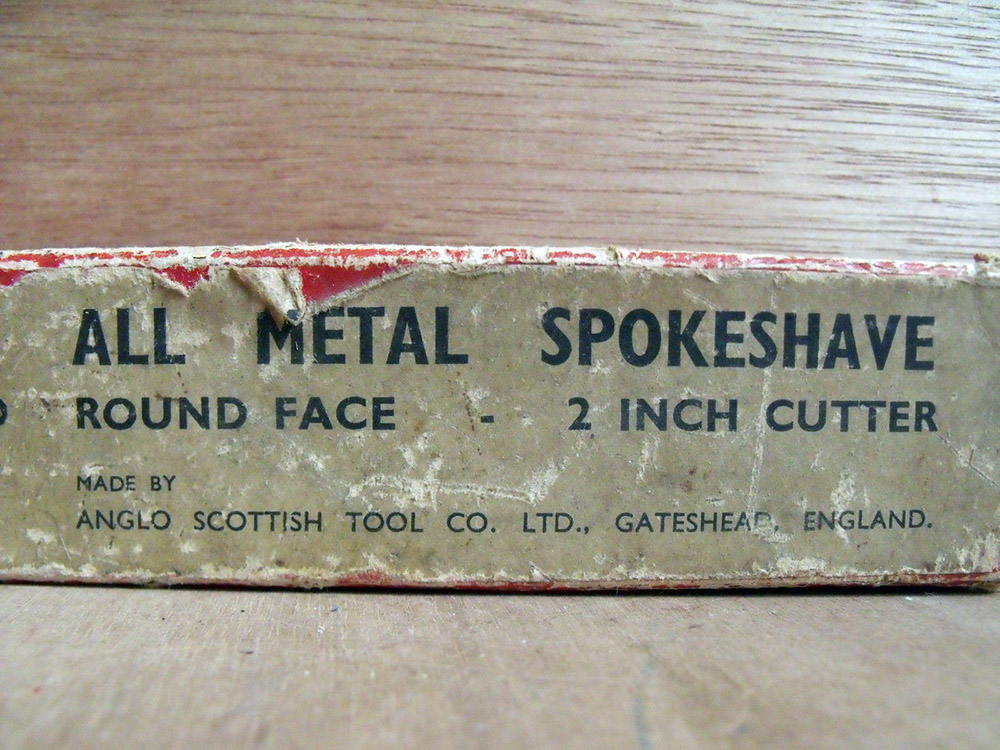 ALL METAL SPOKESHAVE
ROUND FACE - 2 INCH CUTTER
MADE BY
ANGLO SCOTTISH TOOL CO. LTD., GATESHEAD, ENGLAND.